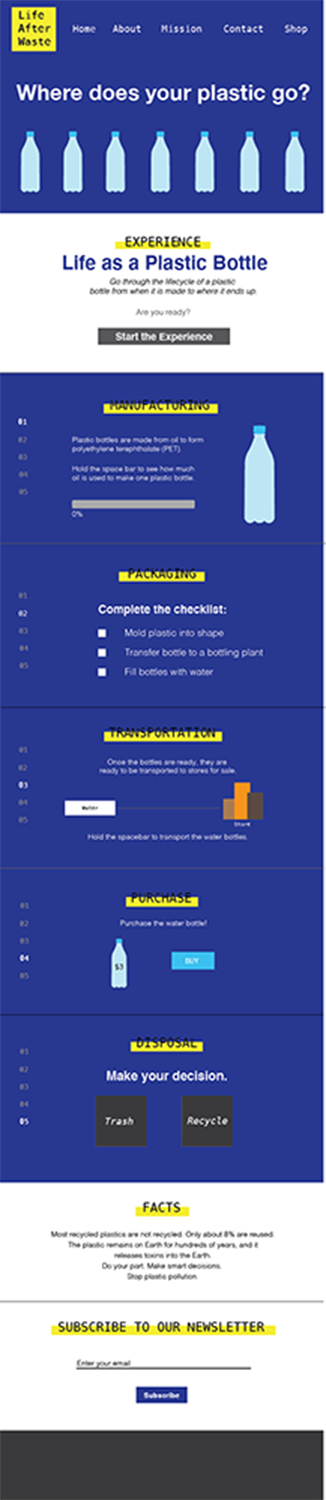 Life
After
Waste
Home About Mission Contact Shop
Where does your plastic go?
EXPERIENCE
Life as a Plastic Bottle
Go through the lifecycle of a plastic
bottle from when it is made to where it ends up.
Are you ready?
Start the Experience
MANUFACTURING
01
02
03
04
05
Plastic bottles are made from oil to form
polyethylene terephthalate (PET).
Hold the space bar to see how much
oil is used to make one plastic bottle.
0%
PACKAGING
01
02
03
04
05
Complete the checklist:
Mold plastic into shape
Transfer bottle to a bottling plant
Fill bottles with water
TRANSPORTATION
01
02
03
04
05
Once the bottles are ready, they are
ready to be transported to stores for sale.
Water
Store
Hold the spacebar to transport the water bottles.
PURCHASE
01
02
03
04
05
Purchase the water bottle!
$3
BUY
DISPOSAL
01
02
03
04
05
Make your decision.
Trash Recycle
FACTS
Most recycled plastics are not recycled. Only about 8% are reused.
The plastic remains on Earth for hundreds of years, and it
releases toxins into the Earth.
Do your part. Make smart decisions.
Stop plastic pollution.
SUBSCRIBE TO OUR NEWSLETTER
Enter your email
Subscribe